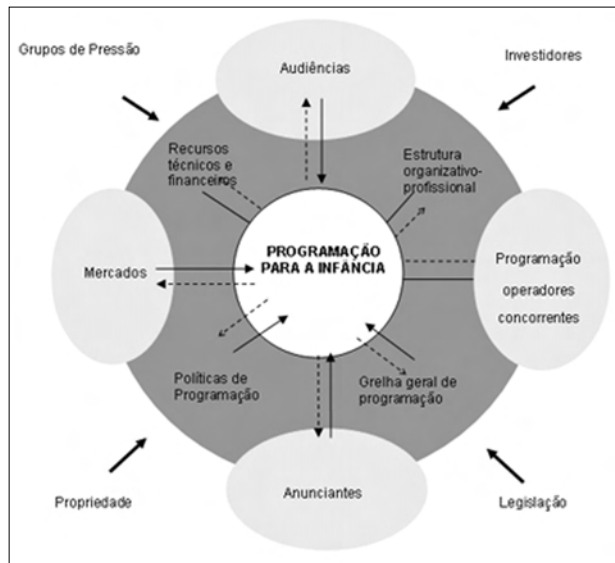 Grupos de Pressão
Audiências
Investidores
Recursos
técnicos e
financeiros
Estrutura
organizativo-
profissional
PROGRAMAÇÃO
PARA A INFÂNCIA
Mercados
Programação
operadores
concorrentes
Políticas de
Programação
Grelha geral de
programação
Anunciantes
Propriedade
Legislação